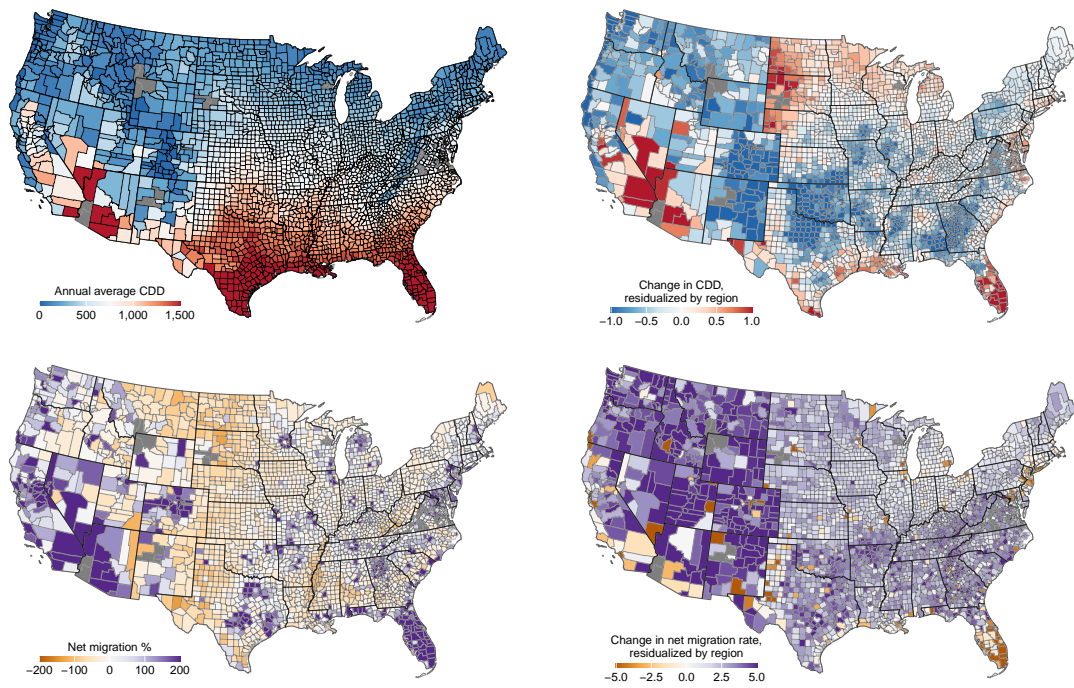 Annual average CDD
0 500 1,000 1,500
Change in CDD,
residualized by region
−1.0 −0.5 0.0 0.5 1.0
Net migration %
−200 −100 0 100 200
Change in net migration rate,
residualized by region
−5.0 −2.5 0.0 2.5 5.0